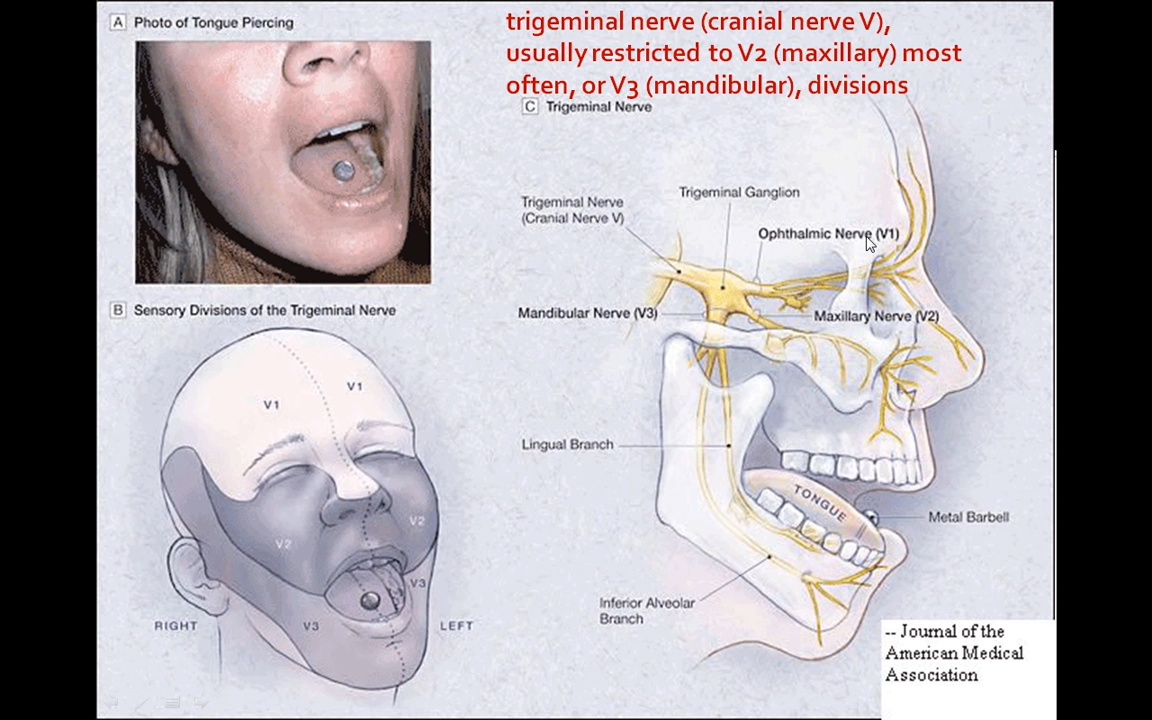 A Photo of Tongue Piercing
trigeminal nerve (cranial nerve V),
usually restricted to V2 (maxillary) most
often, or V3 (mandibular), divisions
C Trigeminal Nerve
Trigeminal Ganglion
Trigeminal Nerve
(Cranial Nerve V)
Ophthalmic Nerve (V1)
Mandibular Nerve (V3)
Maxillary Nerve (V2)
B Sensory Divisions of the Trigeminal Nerve
V1
V1
V2
V2
V3
V3
RIGHT
LEFT
Lingual Branch
TONGUE
Metal Barbell
Inferior Alveolar
Branch
-- Journal of the
American Medical
Association